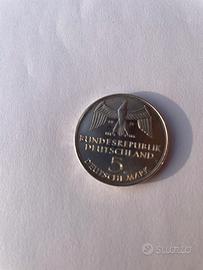 BUNDESREPUBLIK
DEUTSCHLAND
5
DEUTSCHE MARK
subito